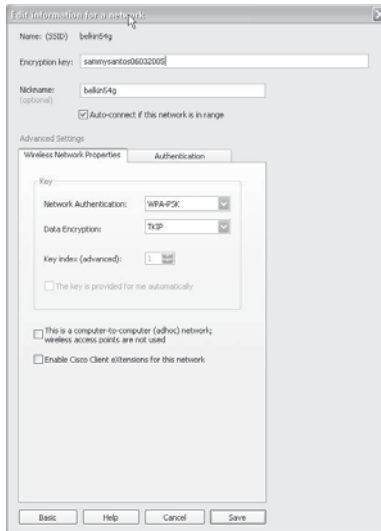 Edit information for a network
Name: (SSID) belkin54g
Encryption key: sammysantos06032005
Nickname: belkin54g
(optional)
Auto-connect if this network is in range
Advanced Settings
Wireless Network Properties Authentication
Key
Network Authentication: WPA-PSK
Data Encryption: TKIP
Key index (advanced): 1
The key is provided for me automatically
This is a computer-to-computer (adhoc) network;
wireless access points are not used
Enable Cisco Client eXtensions for this network
Basic Help Cancel Save